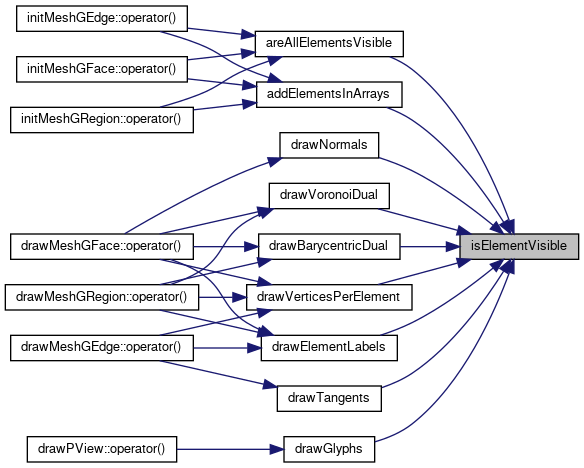 initMeshGEdge::operator()
areAllElementsVisible
initMeshGFace::operator()
addElementsInArrays
initMeshGRegion::operator()
drawNormals
drawVoronoiDual
drawMeshGFace::operator()
drawBarycentricDual
isElementVisible
drawMeshGRegion::operator()
drawVerticesPerElement
drawMeshGEdge::operator()
drawElementLabels
drawTangents
drawPView::operator()
drawGlyphs